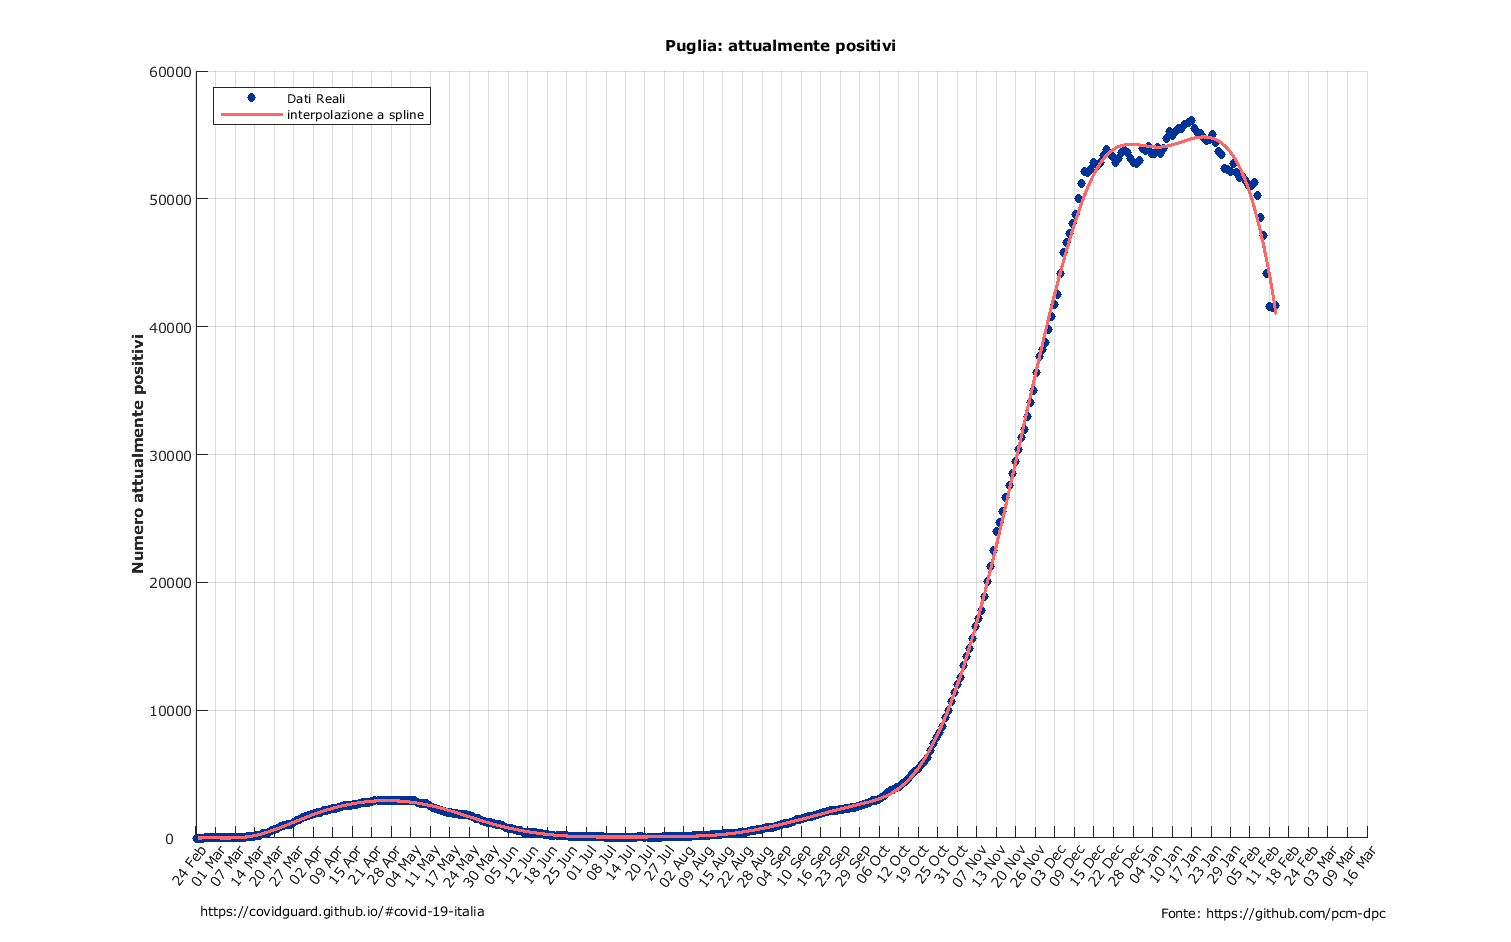 Puglia: attualmente positivi
Dati Reali
interpolazione a spline
Numero attualmente positivi
60000
50000
40000
30000
20000
10000
0
24 Feb
01 Mar
07 Mar
14 Mar
20 Mar
27 Mar
02 Apr
09 Apr
15 Apr
21 Apr
28 Apr
04 May
11 May
17 May
24 May
30 May
05 Jun
12 Jun
18 Jun
25 Jun
01 Jul
08 Jul
14 Jul
20 Jul
27 Jul
02 Aug
09 Aug
15 Aug
22 Aug
28 Aug
04 Sep
10 Sep
16 Sep
23 Sep
29 Sep
06 Oct
12 Oct
19 Oct
25 Oct
31 Oct
07 Nov
13 Nov
20 Nov
26 Nov
03 Dec
09 Dec
15 Dec
22 Dec
28 Dec
04 Jan
10 Jan
17 Jan
23 Jan
29 Jan
05 Feb
11 Feb
18 Feb
24 Feb
03 Mar
09 Mar
16 Mar
https://covidguard.github.io/#covid-19-italia
Fonte: https://github.com/pcm-dpc